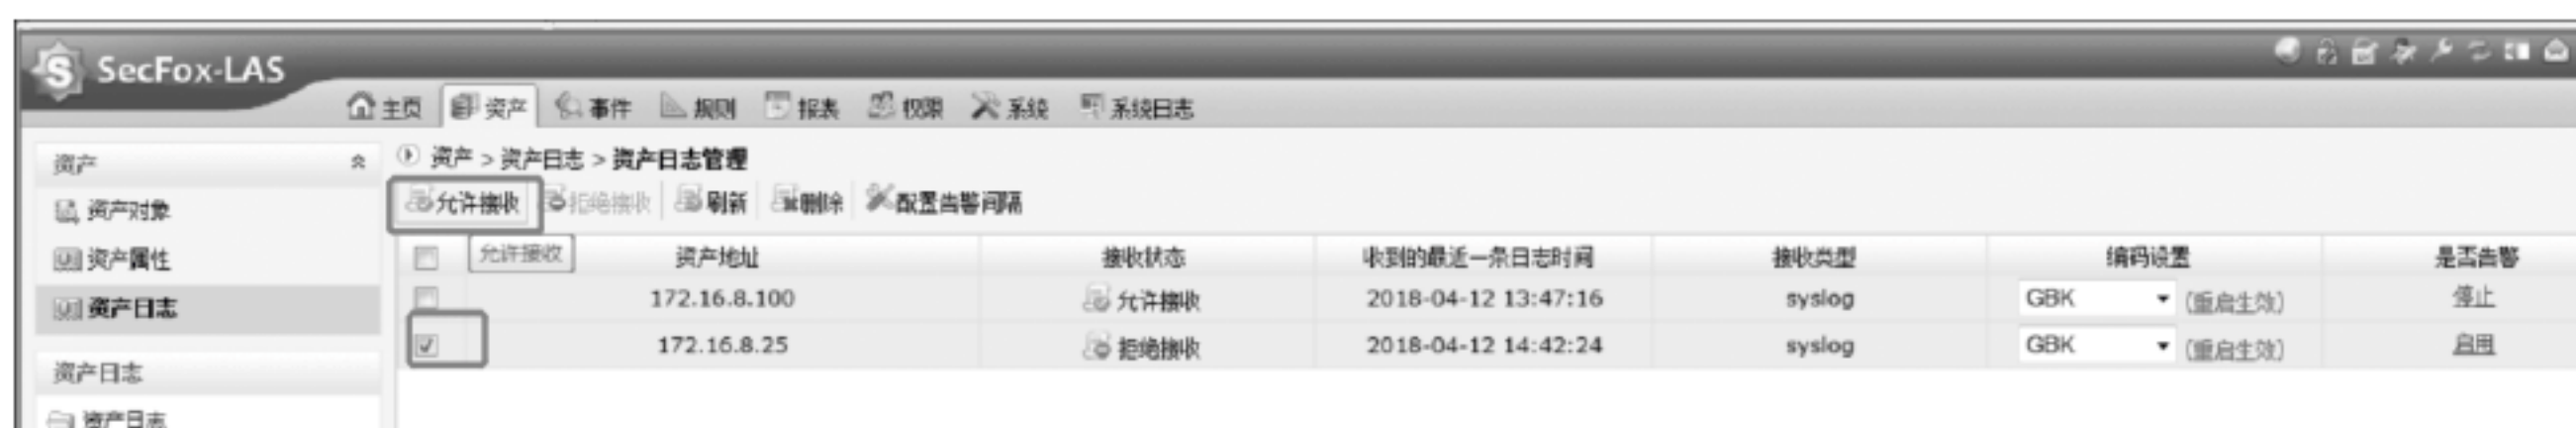 SecFox-LAS
主页 资产 事件 规则 报表 权限 系统 系统日志
资产
资产 > 资产日志 > 资产日志管理
资产对象
允许接收 拒绝接收 刷新 删除 配置告警间隔
资产属性
允许接收 资产地址 接收状态 收到的最近一条日志时间 接收类型 编码设置 是否告警
资产日志
172.16.8.100 允许接收 2018-04-12 13:47:16 syslog GBK (重启生效) 停止
172.16.8.25 拒绝接收 2018-04-12 14:42:24 syslog GBK (重启生效) 启用
资产日志
资产日志